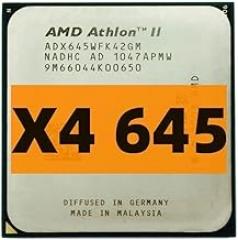 AMD Athlon™ II
ADX645WFK42GM
NADHC AD 1047APMW
9M66044K00650
X4 645
DIFFUSED IN GERMANY
MADE IN MALAYSIA